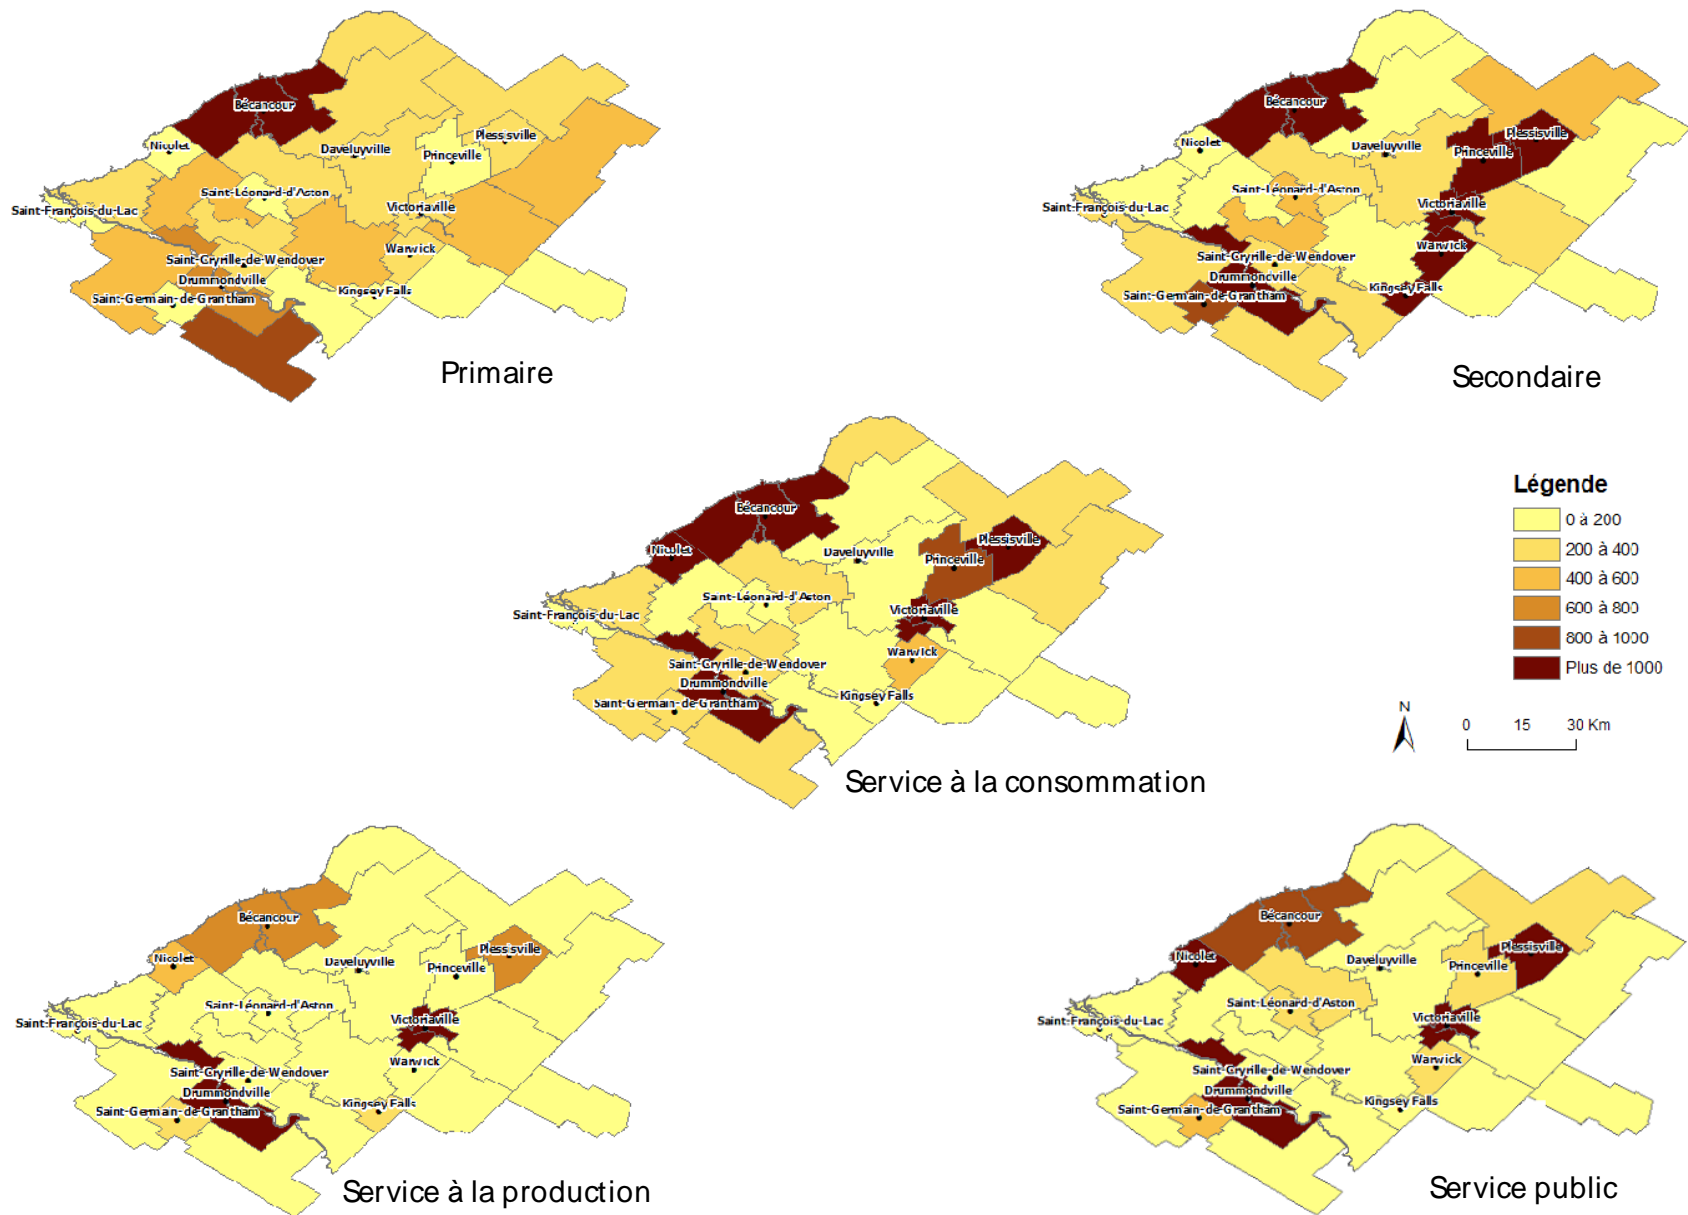 Bécancour
Nicolet
Plessisville
Daveluyville
Princeville
Saint-Léonard-d'Aston
Victoriaville
Saint-François-du-Lac
Warwick
Saint-Cyrille-de-Wendover
Drummondville
Kingsey Falls
Saint-Germain-de-Grantham
Primaire
Bécancour
Plessisville
Nicolet
Daveluyville
Princeville
Saint-Léonard-d'Aston
Victoriaville
Saint-François-du-Lac
Warwick
Saint-Cyrille-de-Wendover
Drummondville
Kingsey Falls
Saint-Germain-de-Grantham
Secondaire
Bécancour
Plessisville
Nicolet
Daveluyville
Princeville
Saint-Léonard-d'Aston
Victoriaville
Saint-François-du-Lac
Warwick
Saint-Cyrille-de-Wendover
Drummondville
Kingsey Falls
Saint-Germain-de-Grantham
Service à la consommation
Légende
0 à 200
200 à 400
400 à 600
600 à 800
800 à 1000
Plus de 1000
N
0 15 30 Km
Bécancour
Plessisville
Nicolet
Daveluyville
Princeville
Saint-Léonard-d'Aston
Victoriaville
Saint-François-du-Lac
Warwick
Saint-Cyrille-de-Wendover
Drummondville
Kingsey Falls
Saint-Germain-de-Grantham
Service à la production
Bécancour
Plessisville
Nicolet
Daveluyville
Princeville
Saint-Léonard-d'Aston
Victoriaville
Saint-François-du-Lac
Warwick
Saint-Cyrille-de-Wendover
Drummondville
Kingsey Falls
Saint-Germain-de-Grantham
Service public